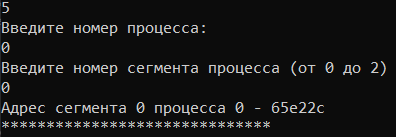 5
Введите номер процесса:
0
Введите номер сегмента процесса (от 0 до 2)
0
Адрес сегмента 0 процесса 0 - 65e22c
******************************